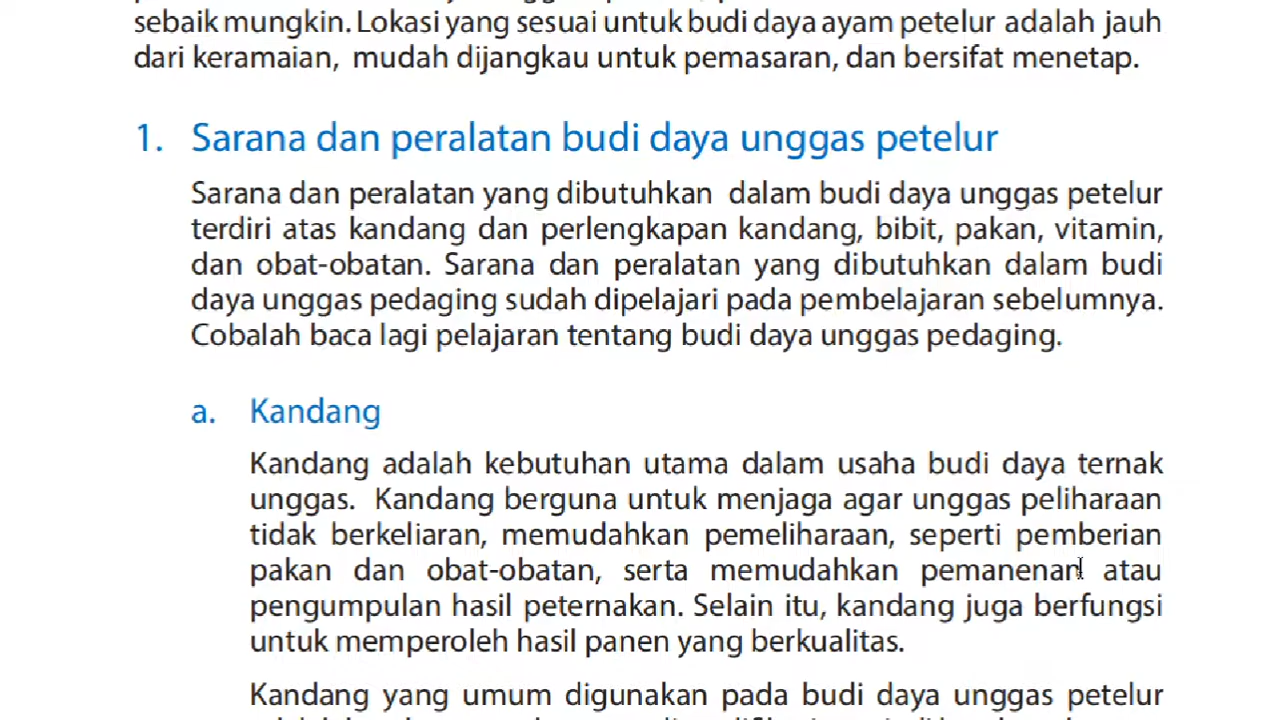 sebaik mungkin. Lokasi yang sesuai untuk budi daya ayam petelur adalah jauh
dari keramaian, mudah dijangkau untuk pemasaran, dan bersifat menetap.
1. Sarana dan peralatan budi daya unggas petelur
Sarana dan peralatan yang dibutuhkan dalam budi daya unggas petelur
terdiri atas kandang dan perlengkapan kandang, bibit, pakan, vitamin,
dan obat-obatan. Sarana dan peralatan yang dibutuhkan dalam budi
daya unggas pedaging sudah dipelajari pada pembelajaran sebelumnya.
Cobalah baca lagi pelajaran tentang budi daya unggas pedaging.
a. Kandang
Kandang adalah kebutuhan utama dalam usaha budi daya ternak
unggas. Kandang berguna untuk menjaga agar unggas peliharaan
tidak berkeliaran, memudahkan pemeliharaan, seperti pemberian
pakan dan obat-obatan, serta memudahkan pemanenan atau
pengumpulan hasil peternakan. Selain itu, kandang juga berfungsi
untuk memperoleh hasil panen yang berkualitas.
Kandang yang umum digunakan pada budi daya unggas petelur